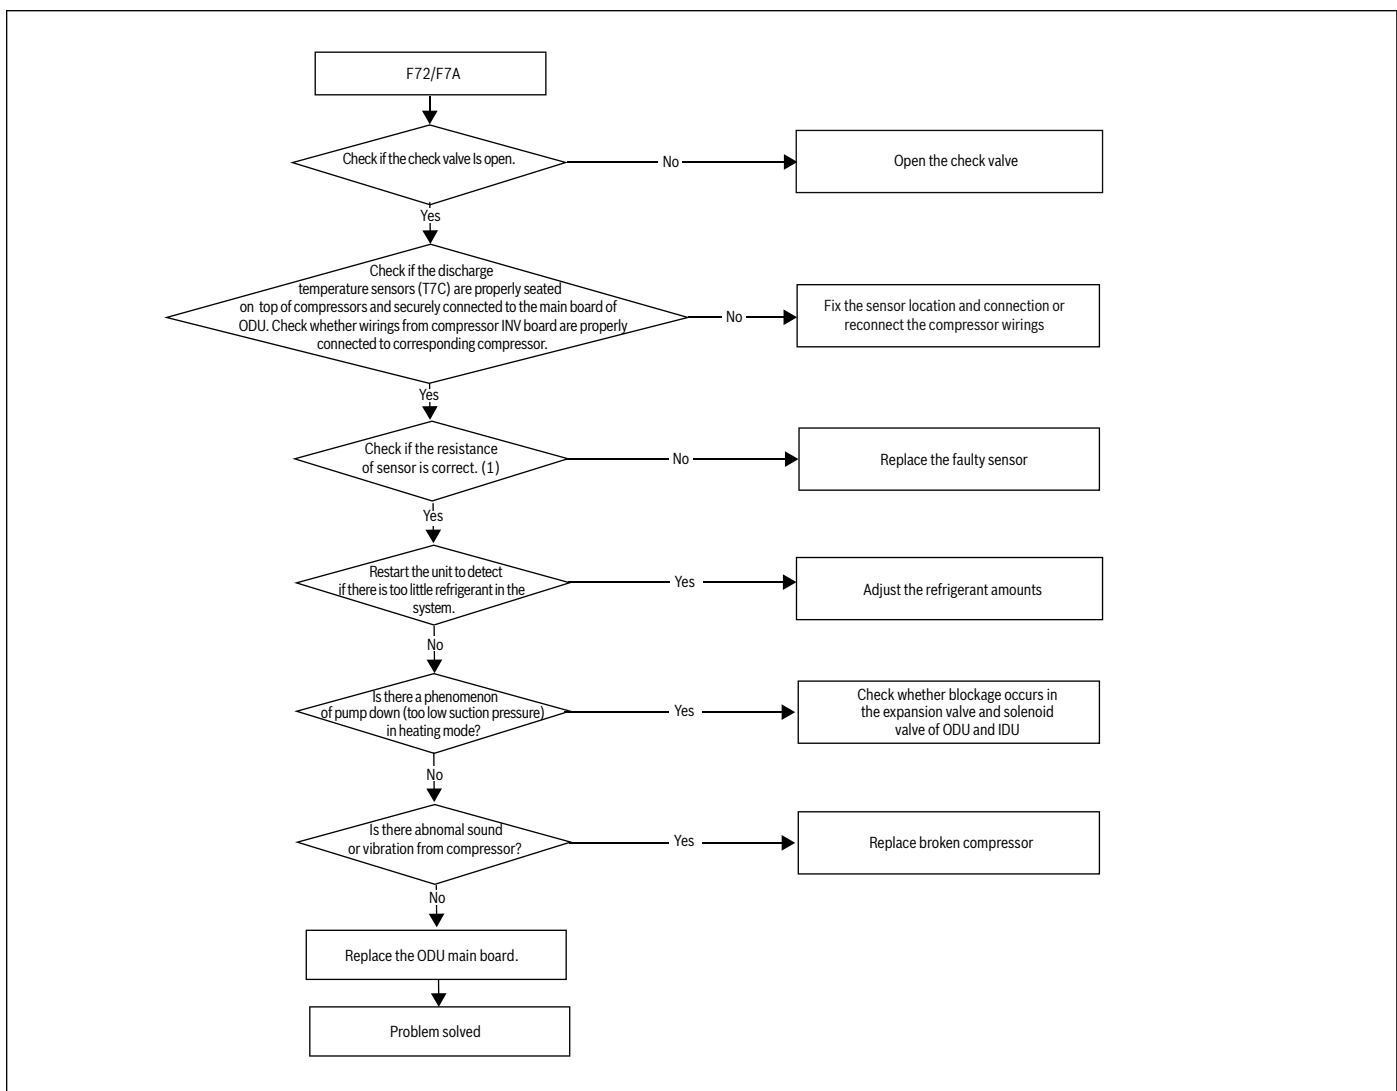 F72/F7A
Check if the check valve Is open.
No
Open the check valve
Yes
Check if the discharge
temperature sensors (T7C) are properly seated
on top of compressors and securely connected to the main board of
ODU. Check whether wirings from compressor INV board are properly
connected to corresponding compressor.
No
Fix the sensor location and connection or
reconnect the compressor wirings
Yes
Check if the resistance
of sensor is correct. (1)
No
Replace the faulty sensor
Yes
Restart the unit to detect
if there is too little refrigerant in the
system.
Yes
Adjust the refrigerant amounts
No
Is there a phenomenon
of pump down (too low suction pressure)
in heating mode?
Yes
Check whether blockage occurs in
the expansion valve and solenoid
valve of ODU and IDU
No
Is there abnomal sound
or vibration from compressor?
Yes
Replace broken compressor
No
Replace the ODU main board.
Problem solved